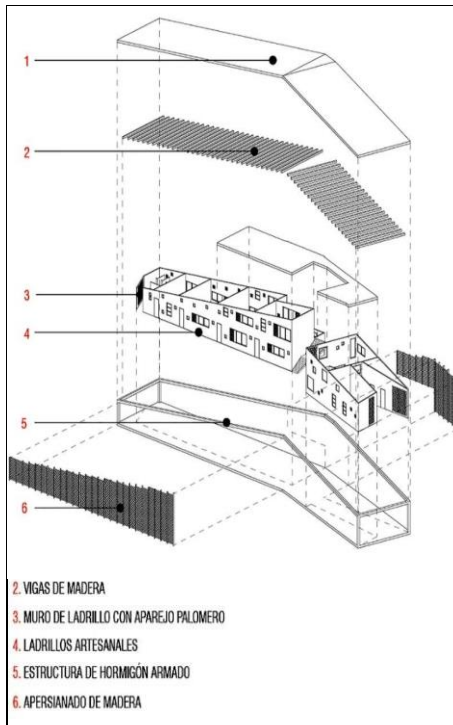 1
2
3
4
5
6
2. VIGAS DE MADERA
3. MURO DE LADRILLO CON APAREJO PALOMERO
4. LADRILLOS ARTESANALES
5. ESTRUCTURA DE HORMIGÓN ARMADO
6. APERSIANADO DE MADERA